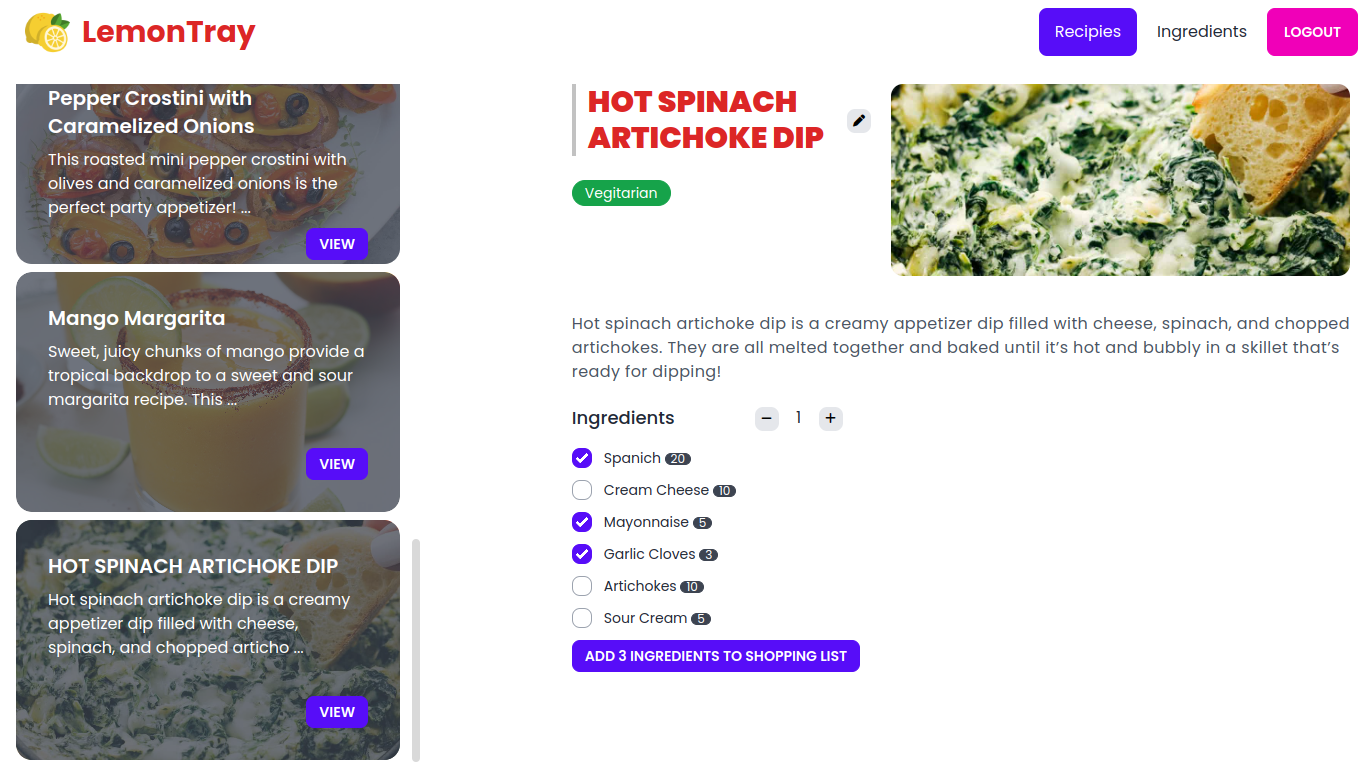 LemonTray
Recipies
Ingredients
LOGOUT
Pepper Crostini with
Caramelized Onions
This roasted mini pepper crostini with
olives and caramelized onions is the
perfect party appetizer! ...
VIEW
Mango Margarita
Sweet, juicy chunks of mango provide a
tropical backdrop to a sweet and sour
margarita recipe. This ...
VIEW
HOT SPINACH ARTICHOKE DIP
Hot spinach artichoke dip is a creamy
appetizer dip filled with cheese,
spinach, and chopped articho ...
VIEW
HOT SPINACH
ARTICHOKE DIP
Vegitarian
Hot spinach artichoke dip is a creamy appetizer dip filled with cheese, spinach, and chopped
artichokes. They are all melted together and baked until it’s hot and bubbly in a skillet that’s
ready for dipping!
Ingredients
− 1 +
Spanich 20
Cream Cheese 10
Mayonnaise 5
Garlic Cloves 3
Artichokes 10
Sour Cream 5
ADD 3 INGREDIENTS TO SHOPPING LIST